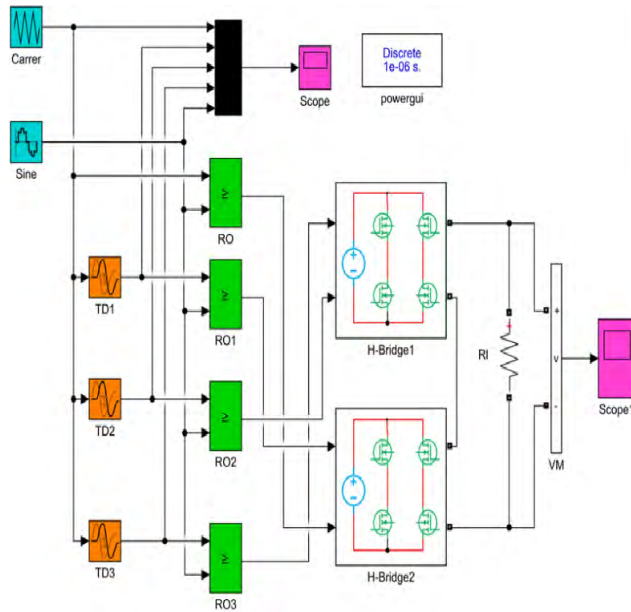 Carrer
Sine
Scope
Discrete
1e-06 s.
powergui
≥
RO
≥
RO1
≥
RO2
≥
RO3
TD1
TD2
TD3
+
-
H-Bridge1
+
-
H-Bridge2
+
RI
+
v
-
VM
Scope1